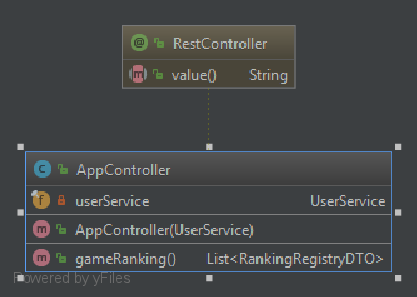 @ RestController
m value() String
C AppController
f userService UserService
m AppController(UserService)
m gameRanking() List<RankingRegistryDTO>
Powered by yFiles